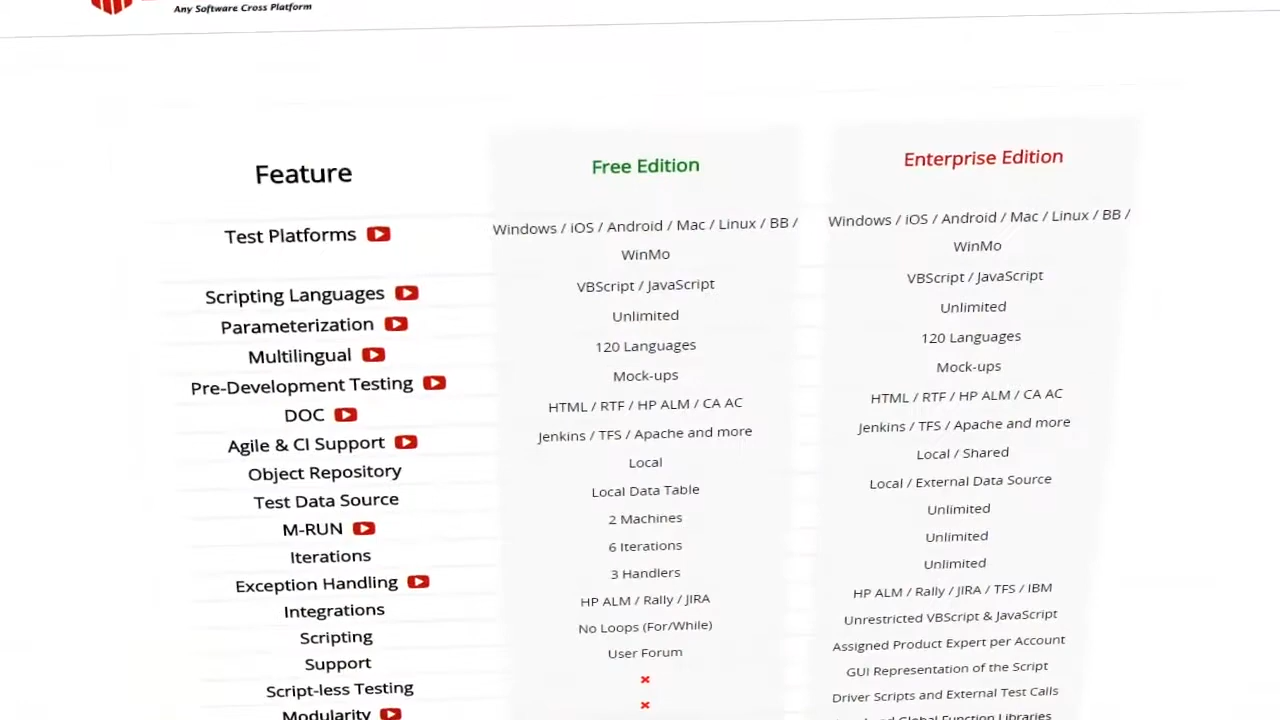 Any Software Cross Platform
Feature
Free Edition
Enterprise Edition
Test Platforms
Windows / iOS / Android / Mac / Linux / BB /
WinMo
Windows / iOS / Android / Mac / Linux / BB /
WinMo
Scripting Languages
VBScript / JavaScript
VBScript / JavaScript
Parameterization
Unlimited
Unlimited
Multilingual
120 Languages
120 Languages
Pre-Development Testing
Mock-ups
Mock-ups
DOC
HTML / RTF / HP ALM / CA AC
HTML / RTF / HP ALM / CA AC
Agile & CI Support
Jenkins / TFS / Apache and more
Jenkins / TFS / Apache and more
Object Repository
Local
Local / Shared
Test Data Source
Local Data Table
Local / External Data Source
M-RUN
2 Machines
Unlimited
Iterations
6 Iterations
Unlimited
Exception Handling
3 Handlers
Unlimited
Integrations
HP ALM / Rally / JIRA
HP ALM / Rally / JIRA / TFS / IBM
Scripting
No Loops (For/While)
Unrestricted VBScript & JavaScript
Support
User Forum
Assigned Product Expert per Account
Script-less Testing
GUI Representation of the Script
Modularity
Driver Scripts and External Test Calls
Global Function Libraries